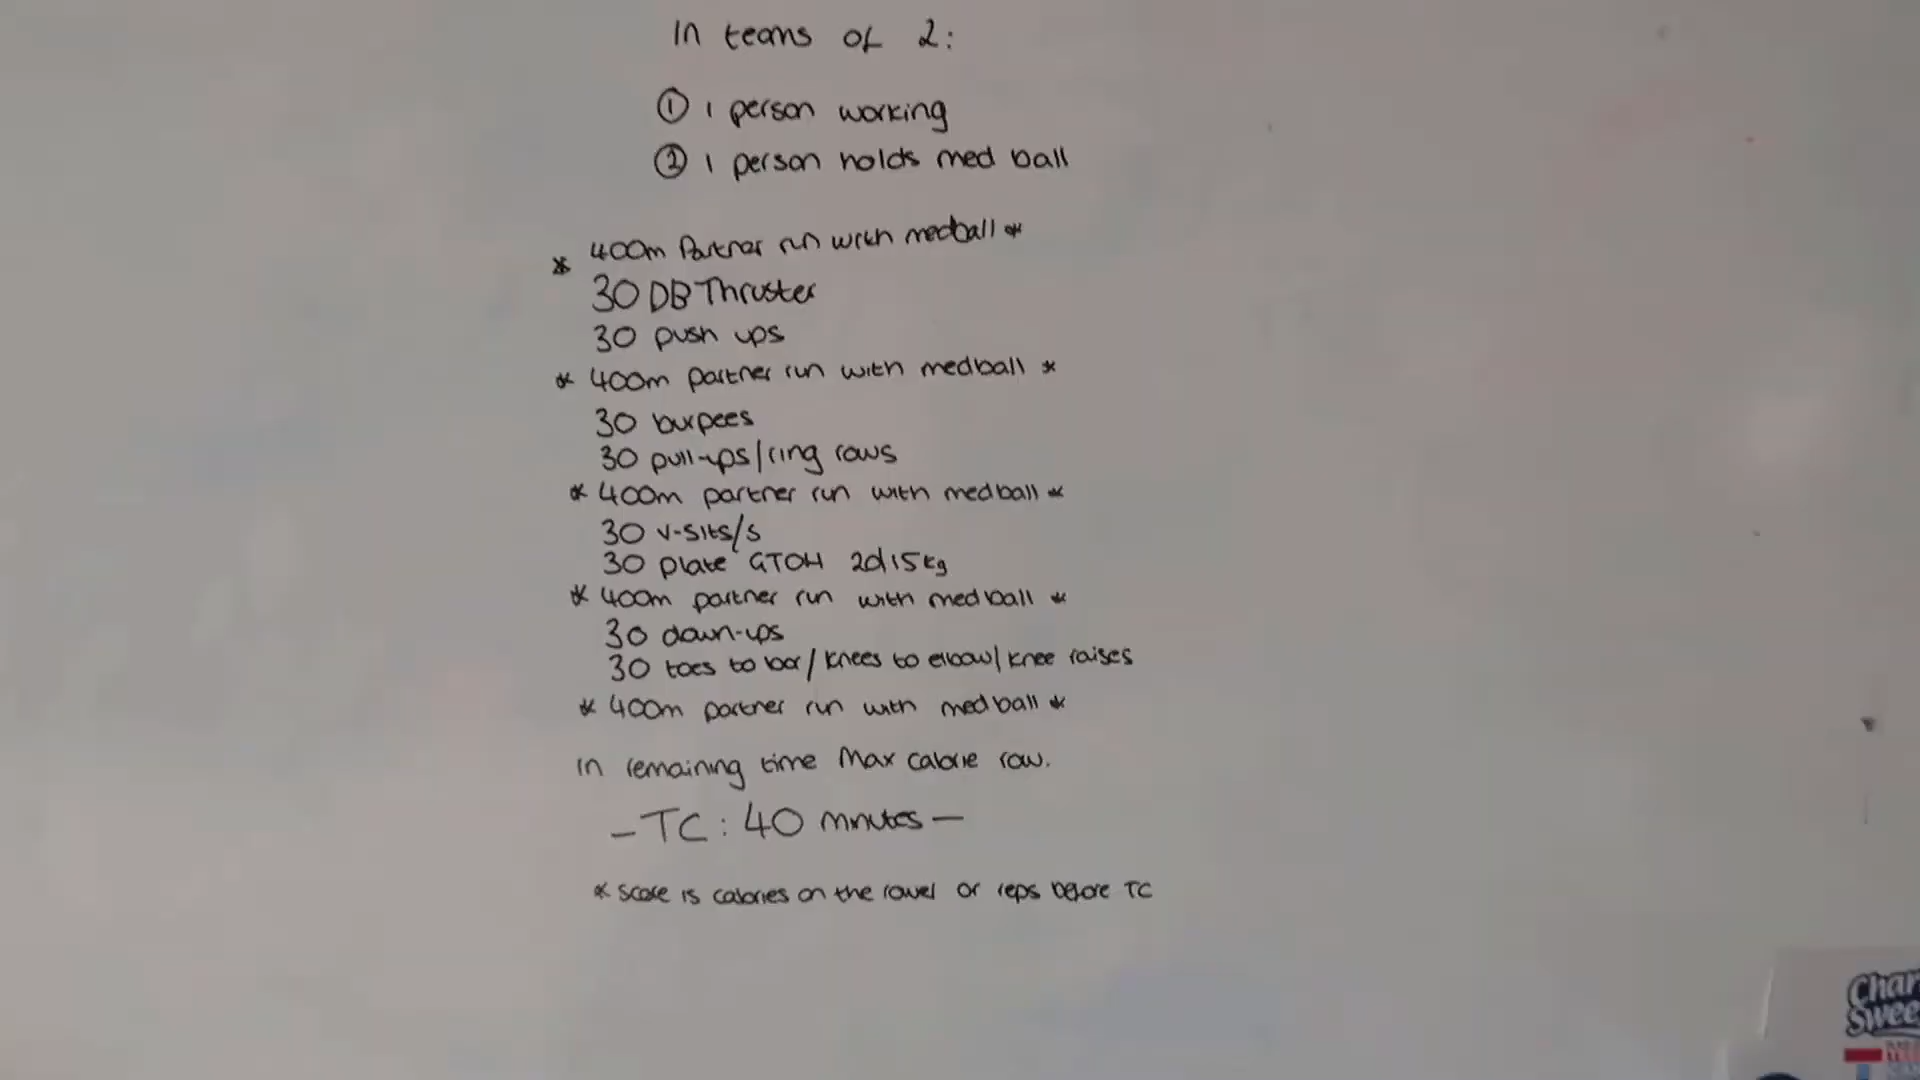 In teams of 2:
① 1 person working
② 1 person holds med ball
* 400m Partner run with medball *
30 DB Thruster
30 push ups
* 400m partner run with medball *
30 burpees
30 pull-ups/ring rows
* 400m partner run with medball *
30 v-sits/s
30 plate GTOH 20/15kg
* 400m partner run with medball *
30 down-ups
30 toes to bar/knees to elbow/knee raises
* 400m partner run with medball *
In remaining time Max calorie row.
- TC: 40 minutes -
* score is calories on the rower or reps before TC
Char
Swee